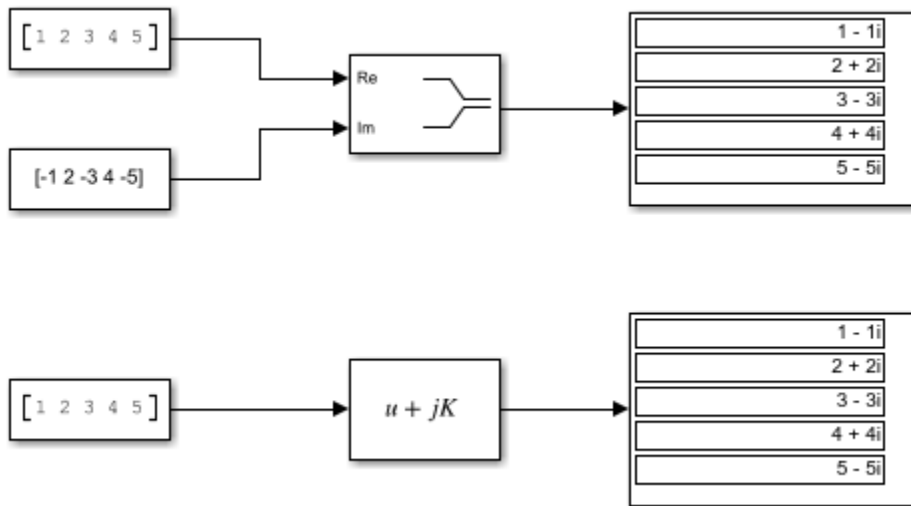 [1 2 3 4 5]
Re
Im
[-1 2 -3 4 -5]
1 - 1i
2 + 2i
3 - 3i
4 + 4i
5 - 5i
[1 2 3 4 5]
u + jK
1 - 1i
2 + 2i
3 - 3i
4 + 4i
5 - 5i